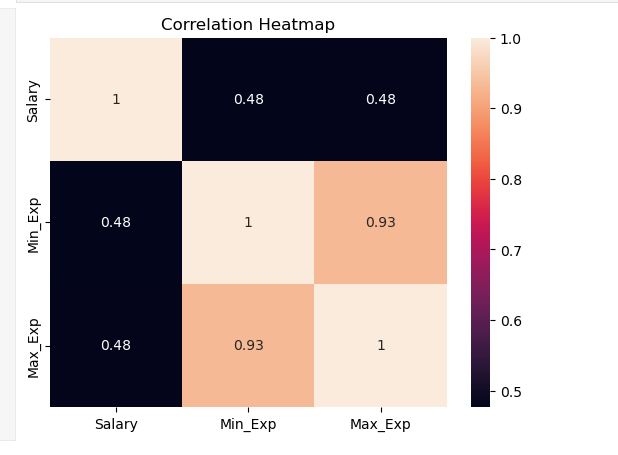 Correlation Heatmap
Salary 1 0.48 0.48
Min_Exp 0.48 1 0.93
Max_Exp 0.48 0.93 1
Salary Min_Exp Max_Exp
1.0
0.9
0.8
0.7
0.6
0.5